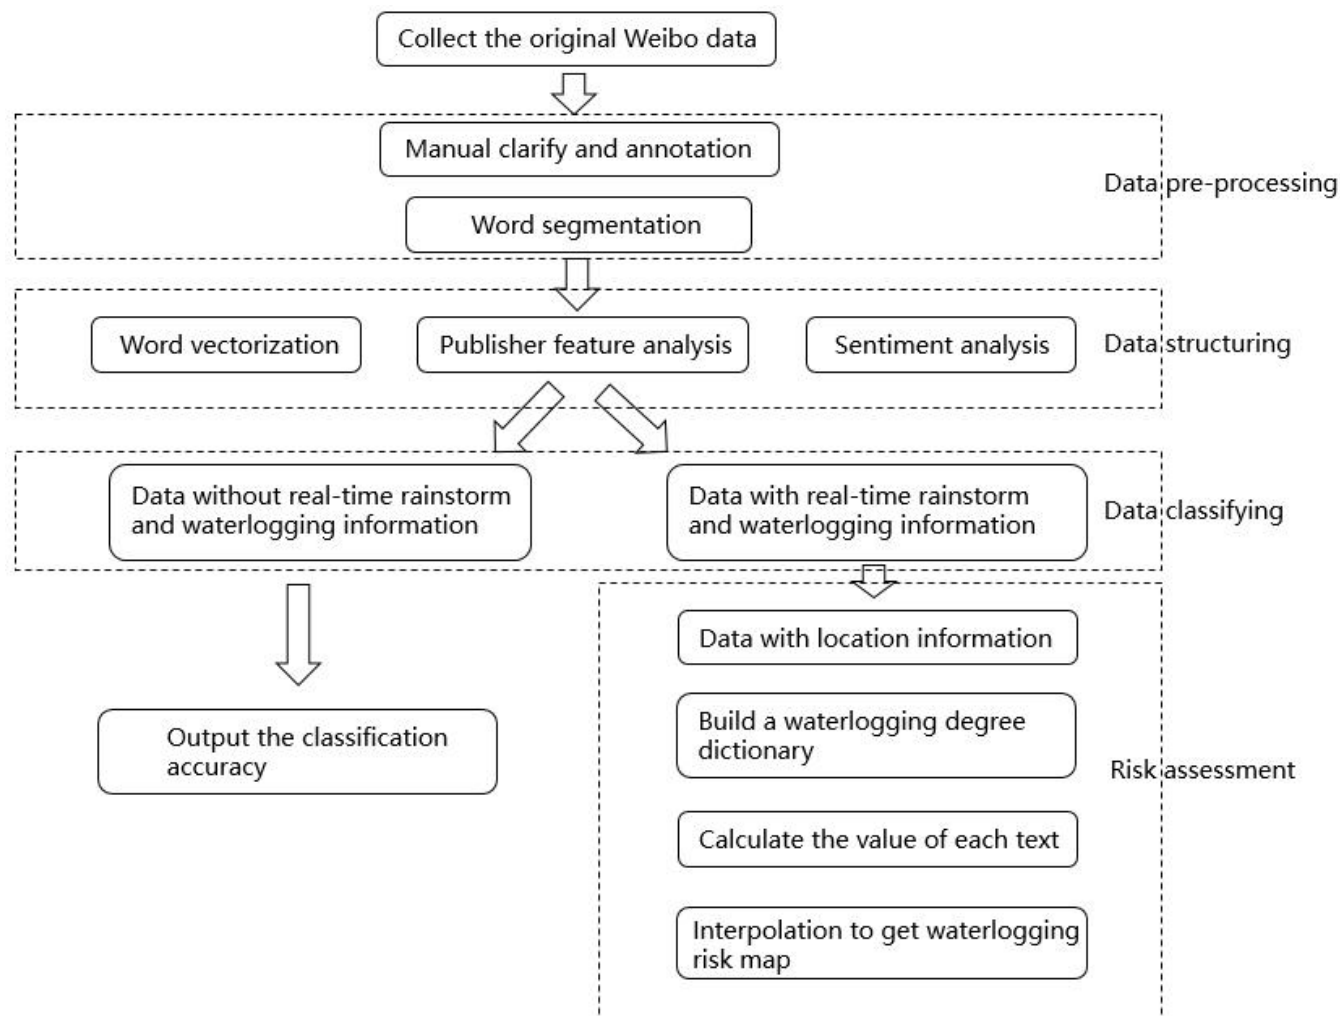 Collect the original Weibo data
Manual clarify and annotation
Data pre-processing
Word segmentation
Word vectorization
Publisher feature analysis
Sentiment analysis
Data structuring
Data without real-time rainstorm
and waterlogging information
Data with real-time rainstorm
and waterlogging information
Data classifying
Data with location information
Output the classification
accuracy
Build a waterlogging degree
dictionary
Risk assessment
Calculate the value of each text
Interpolation to get waterlogging
risk map